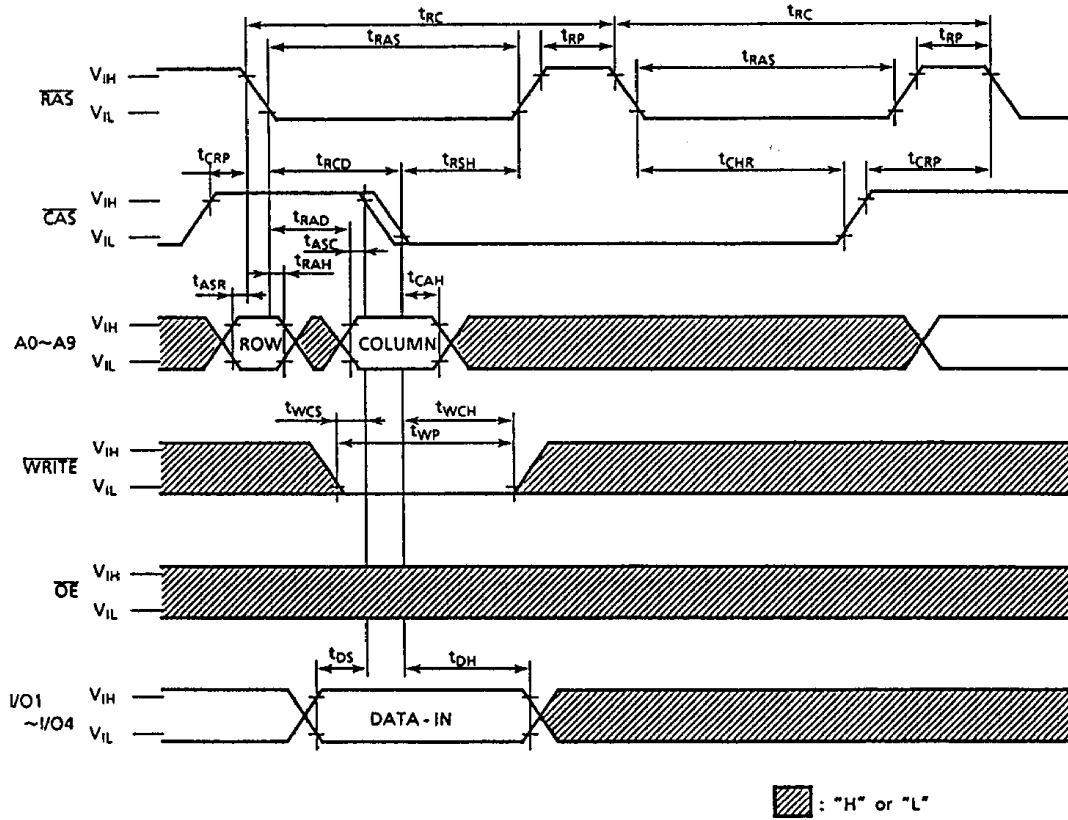 tRC tRC
tRAS tRP tRAS tRP
VIH
RAS
VIL
tCRP tRCD tRSH tCHR tCRP
VIH
CAS
VIL
tRAD
tASC
tRAH
tASR tCAH
VIH
A0~A9 ROW COLUMN
VIL
tWCS tWCH
tWP
VIH
WRITE
VIL
VIH
OE
VIL
tDS tDH
I/O1 VIH
~I/O4 DATA-IN
VIL
: "H" or "L"